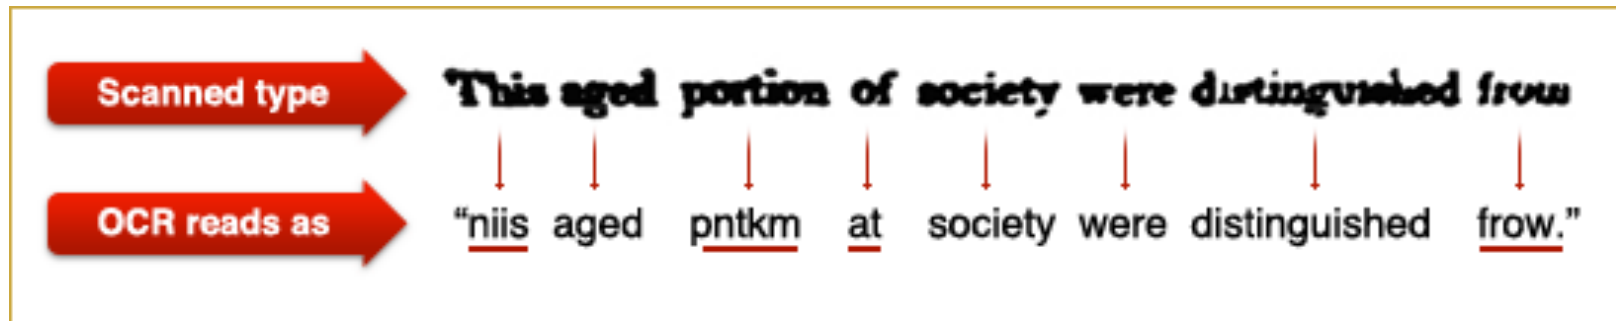 Scanned type This aged portion of society were distinguished from
OCR reads as “niis aged pntkm at society were distinguished frow.”